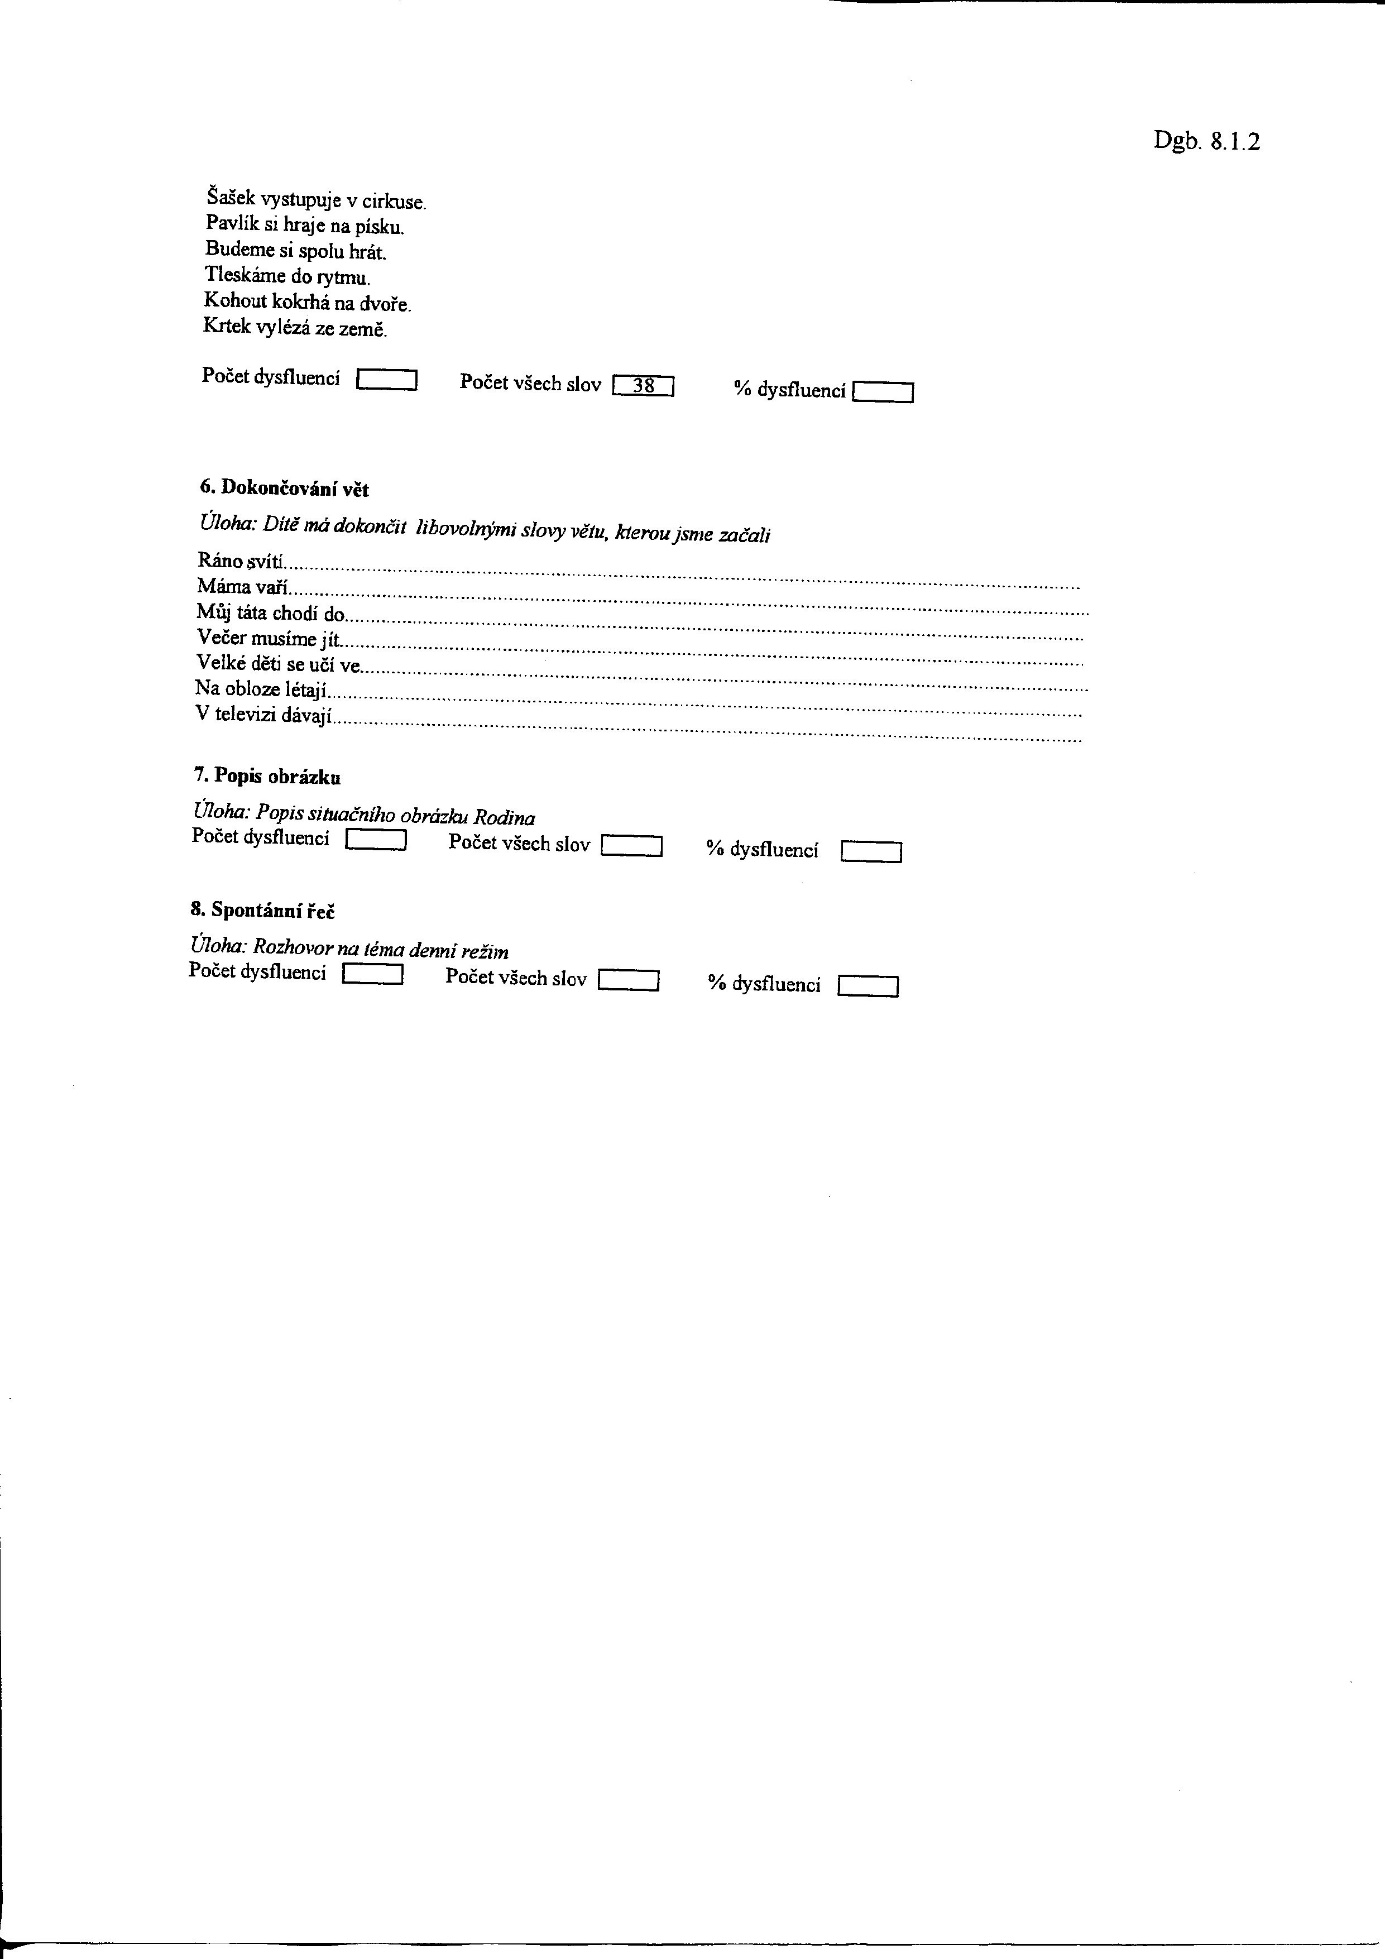 Dgb. 8.1.2
Šašek vystupuje v cirkuse.
Pavlík si hraje na písku.
Budeme si spolu hrát.
Tleskáme do rytmu.
Kohout kokrhá na dvoře.
Krtek vylézá ze země.
Počet dysfluencí Počet všech slov 38 % dysfluencí
6. Dokončování vět
Úloha: Dítě má dokončit libovolnými slovy větu, kterou jsme začali
Ráno svítí
Máma vaří
Můj táta chodí do
Večer musíme jít
Velké děti se učí ve
Na obloze létají
V televizi dávají
7. Popis obrázku
Úloha: Popis situačního obrázku Rodina
Počet dysfluencí Počet všech slov % dysfluencí
8. Spontánní řeč
Úloha: Rozhovor na téma denní režim
Počet dysfluencí Počet všech slov % dysfluencí